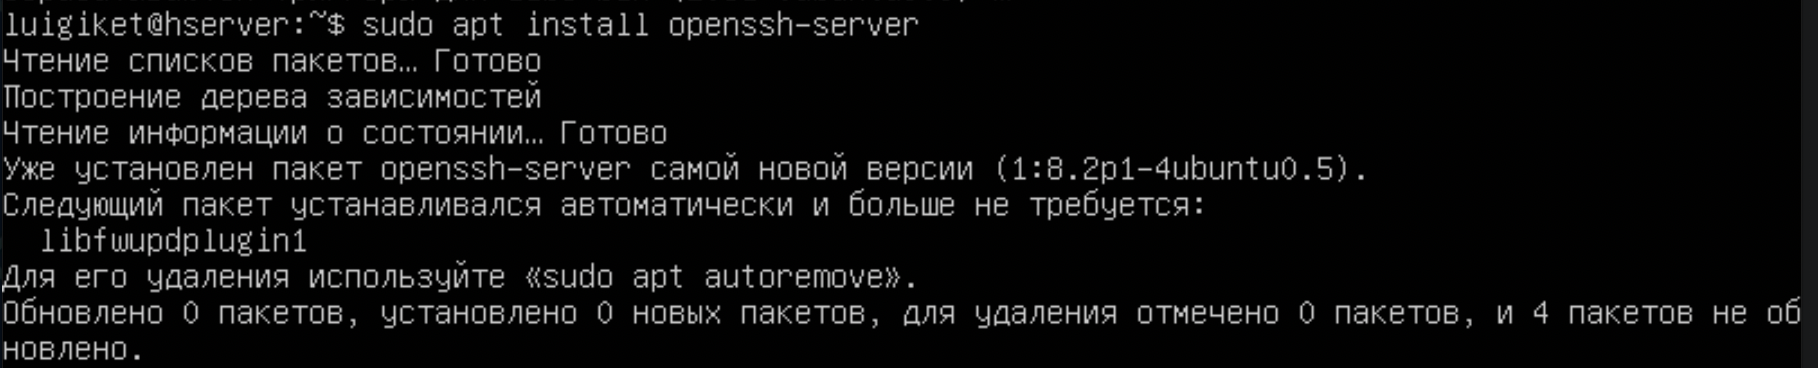 luigiket@hserver:~$ sudo apt install openssh-server
Чтение списков пакетов… Готово
Построение дерева зависимостей
Чтение информации о состоянии… Готово
Уже установлен пакет openssh-server самой новой версии (1:8.2p1-4ubuntu0.5).
Следующий пакет устанавливался автоматически и больше не требуется:
  libfwupdplugin1
Для его удаления используйте «sudo apt autoremove».
Обновлено 0 пакетов, установлено 0 новых пакетов, для удаления отмечено 0 пакетов, и 4 пакетов не об
новлено.